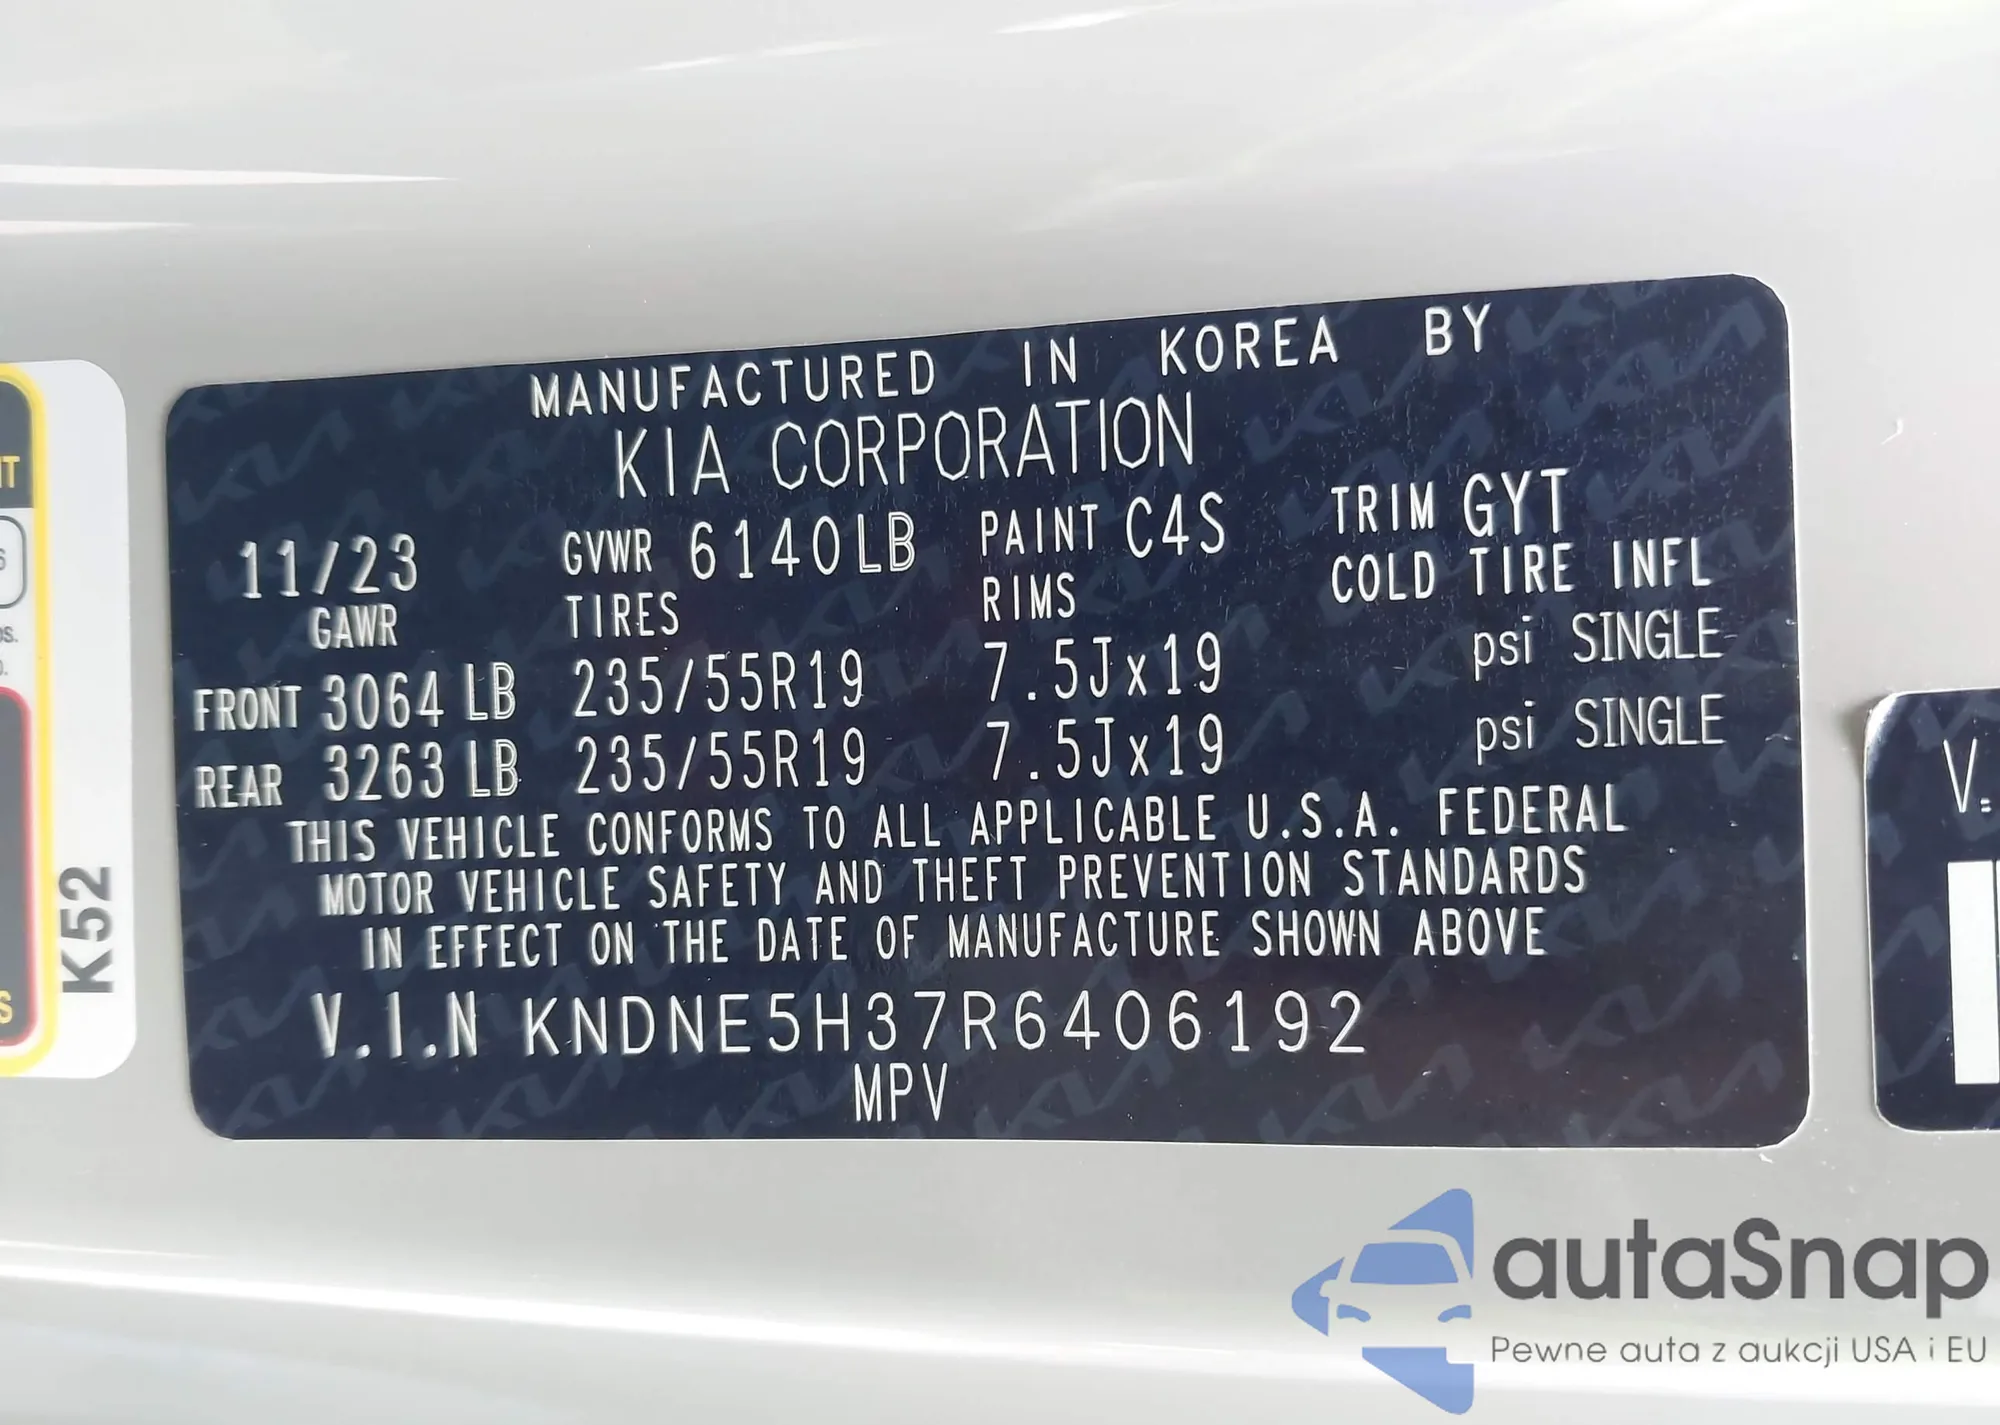 MANUFACTURED IN KOREA BY
KIA CORPORATION
11/23 GVWR 6140LB PAINT C4S TRIM GYT
GAWR TIRES RIMS COLD TIRE INFL
FRONT 3064 LB 235/55R19 7.5Jx19 psi SINGLE
REAR 3263 LB 235/55R19 7.5Jx19 psi SINGLE
THIS VEHICLE CONFORMS TO ALL APPLICABLE U.S.A. FEDERAL
MOTOR VEHICLE SAFETY AND THEFT PREVENTION STANDARDS
IN EFFECT ON THE DATE OF MANUFACTURE SHOWN ABOVE
V.I.N KNDNE5H37R6406192
MPV
K52
V.
autaSnap
Pewne auta z aukcji USA i EU